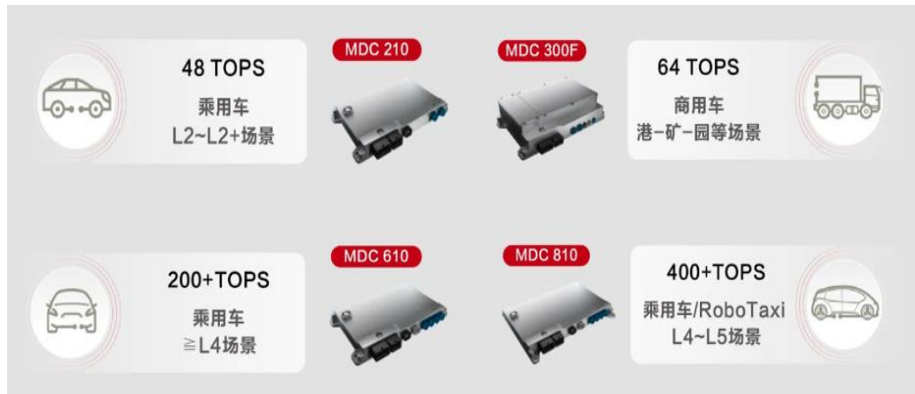 48 TOPS
乘用车
L2~L2+场景
MDC 210
MDC 300F
64 TOPS
商用车
港-矿-园等场景
200+TOPS
乘用车
≧L4场景
MDC 610
MDC 810
400+TOPS
乘用车/RoboTaxi
L4~L5场景